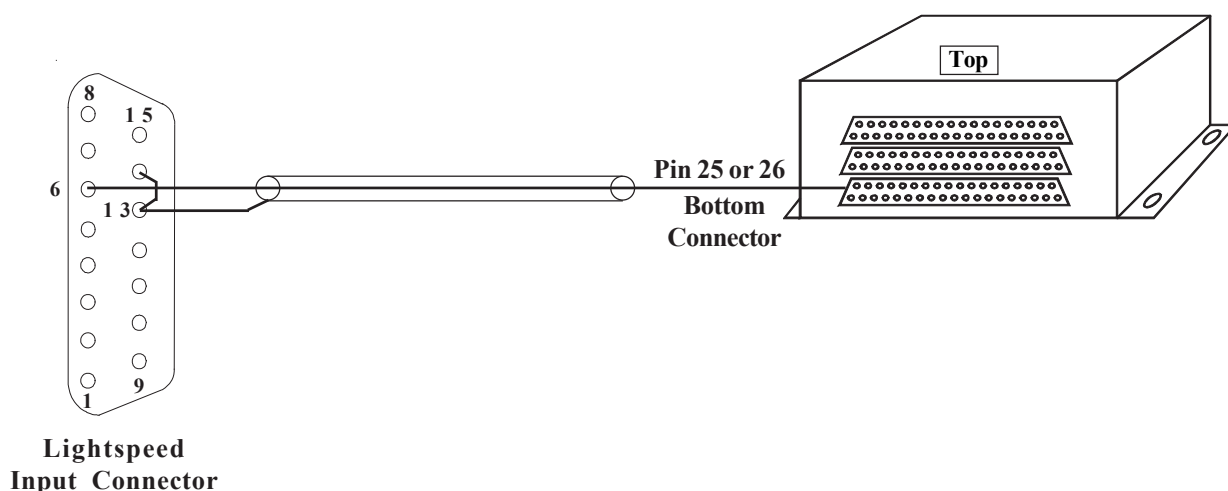 Top
8
1 5
6
1 3
Pin 25 or 26
Bottom
Connector
9
1
Lightspeed
Input Connector